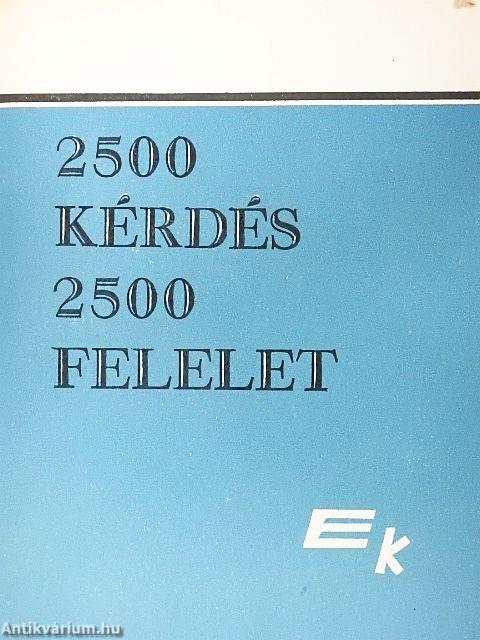 2500
KÉRDÉS
2500
FELELET
Ek
Antikvárium.hu